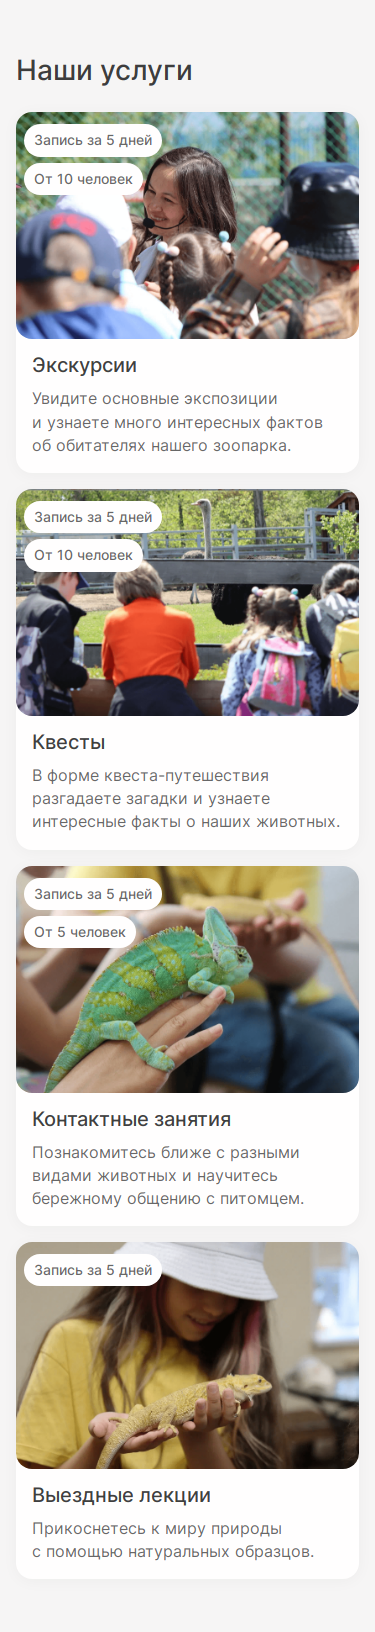 Наши услуги
Запись за 5 дней
От 10 человек
Экскурсии
Увидите основные экспозиции
и узнаете много интересных фактов
об обитателях нашего зоопарка.
Запись за 5 дней
От 10 человек
Квесты
В форме квеста-путешествия
разгадаете загадки и узнаете
интересные факты о наших животных.
Запись за 5 дней
От 5 человек
Контактные занятия
Познакомитесь ближе с разными
видами животных и научитесь
бережному общению с питомцем.
Запись за 5 дней
Выездные лекции
Прикоснетесь к миру природы
с помощью натуральных образцов.